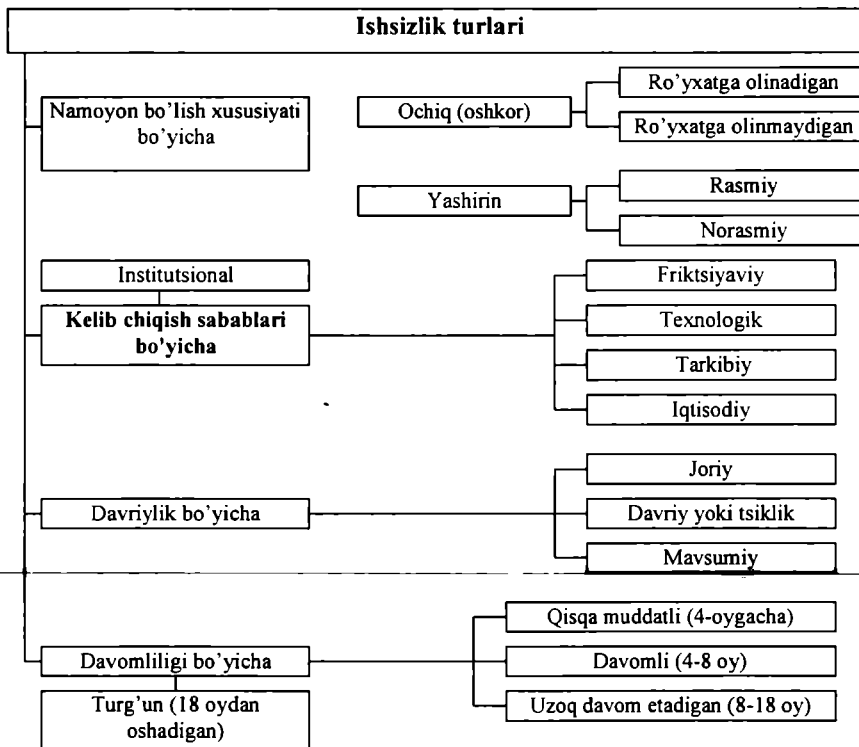 Ishsizlik turlari
Namoyon bo'lish xususiyati
bo'yicha
Ochiq (oshkor)
Ro'yxatga olinadigan
Ro'yxatga olinmaydigan
Yashirin
Rasmiy
Norasmiy
Institutsional
Kelib chiqish sabablari
bo'yicha
Friktsiyaviy
Texnologik
Tarkibiy
Iqtisodiy
Davriylik bo'yicha
Joriy
Davriy yoki tsiklik
Mavsumiy
Davomliligi bo'yicha
Turg'un (18 oydan
oshadigan)
Qisqa muddatli (4-oygacha)
Davomli (4-8 oy)
Uzoq davom etadigan (8-18 oy)